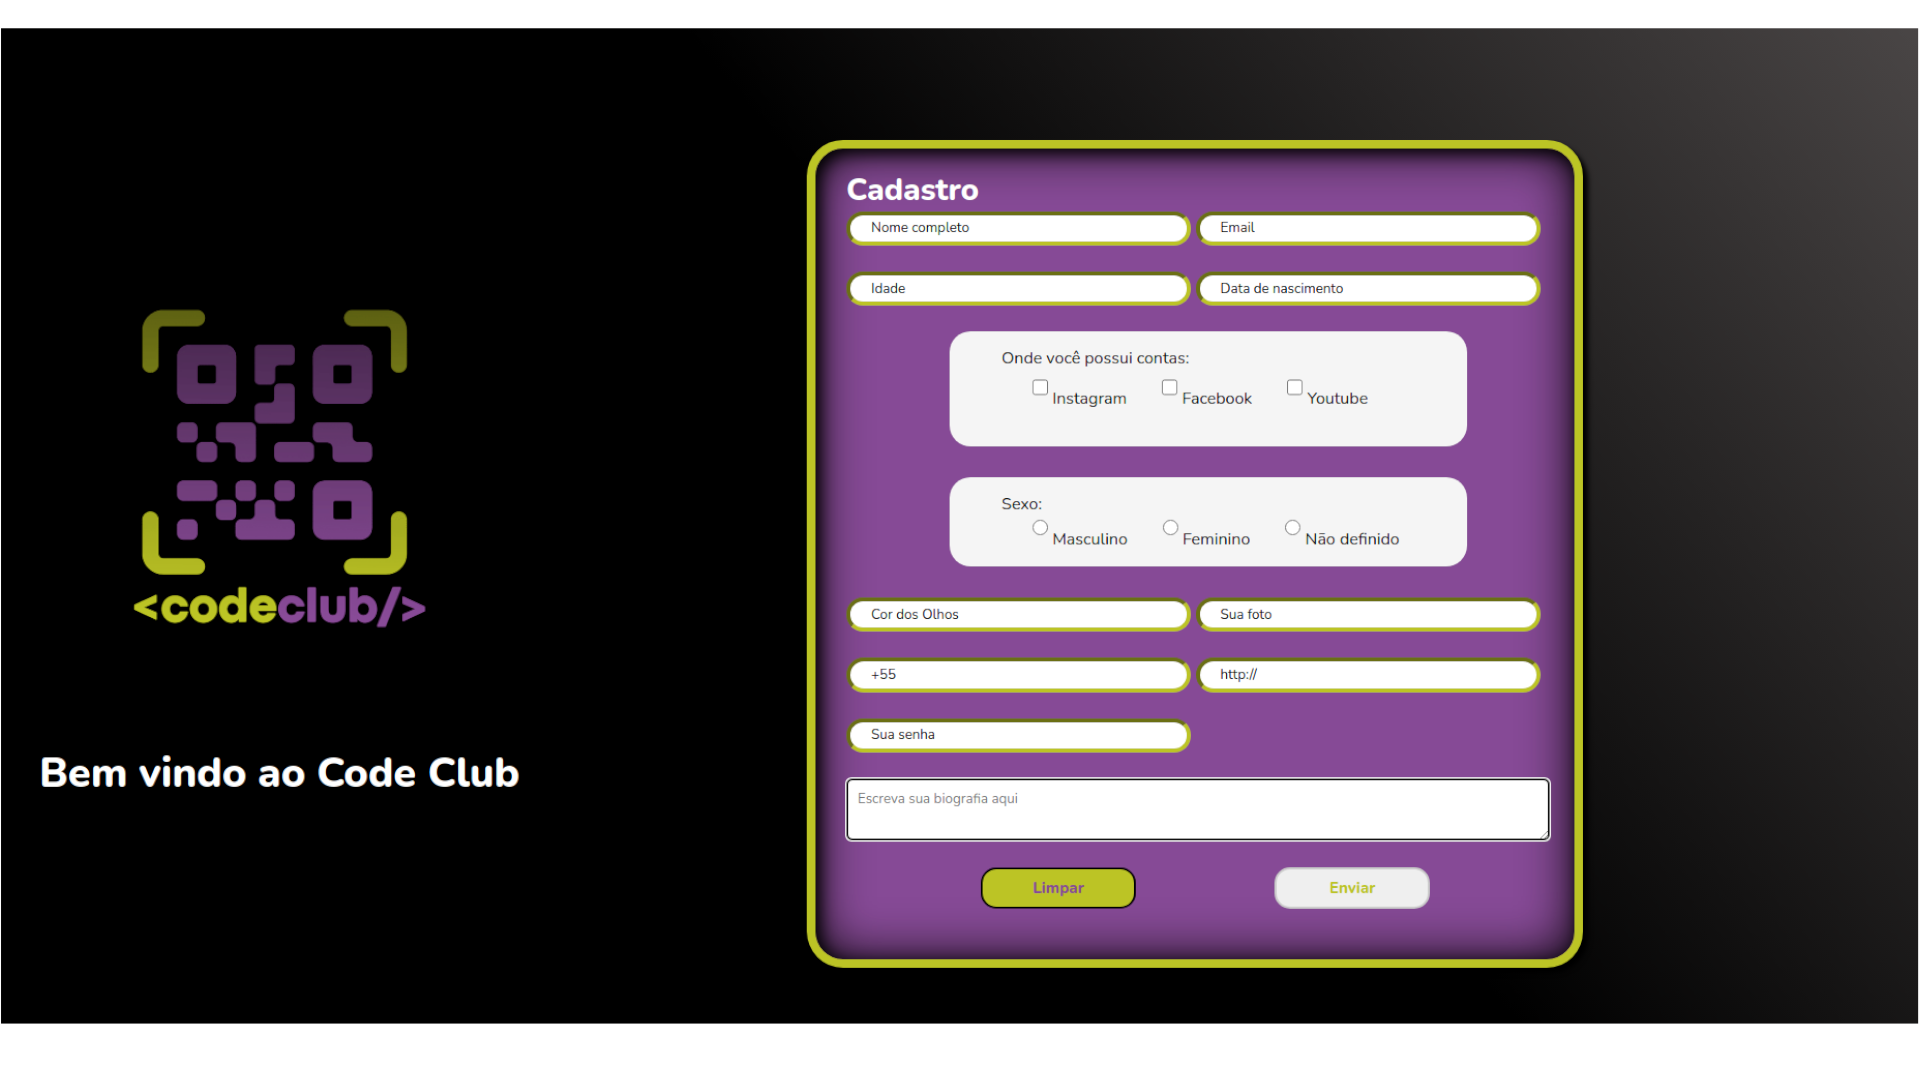 <codeclub/>
Bem vindo ao Code Club
Cadastro
Nome completo
Email
Idade
Data de nascimento
Onde você possui contas:
Instagram
Facebook
Youtube
Sexo:
Masculino
Feminino
Não definido
Cor dos Olhos
Sua foto
+55
http://
Sua senha
Escreva sua biografia aqui
Limpar
Enviar